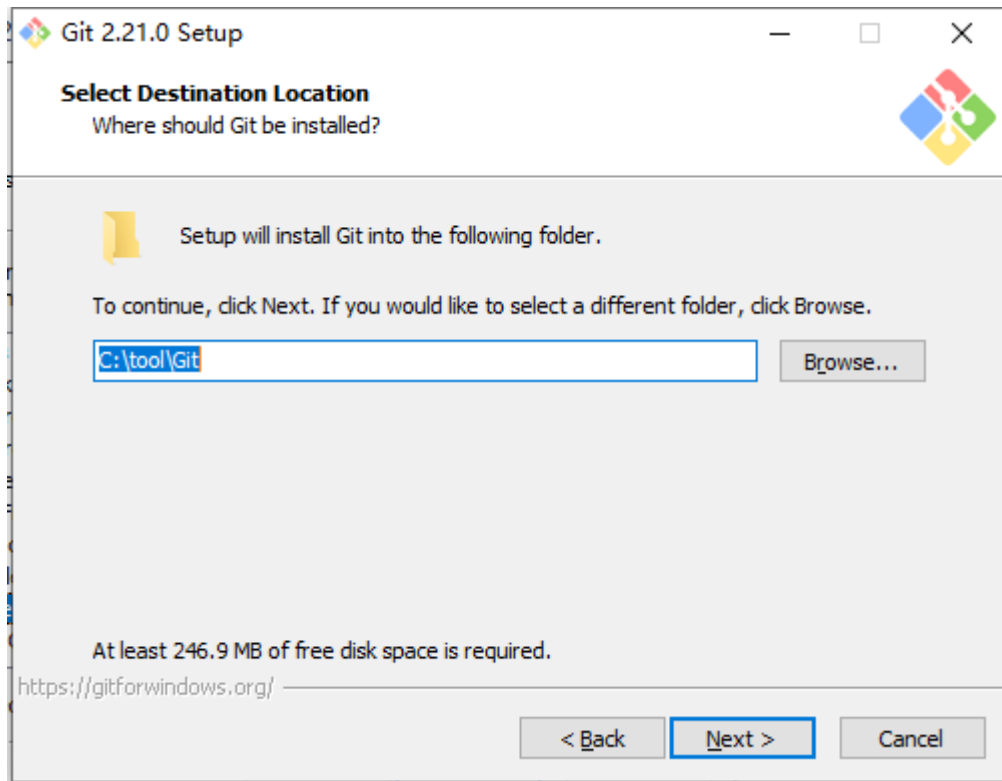 Git 2.21.0 Setup
Select Destination Location
Where should Git be installed?
Setup will install Git into the following folder.
To continue, click Next. If you would like to select a different folder, click Browse.
C:\tool\Git
Browse...
At least 246.9 MB of free disk space is required.
https://gitforwindows.org/
< Back
Next >
Cancel